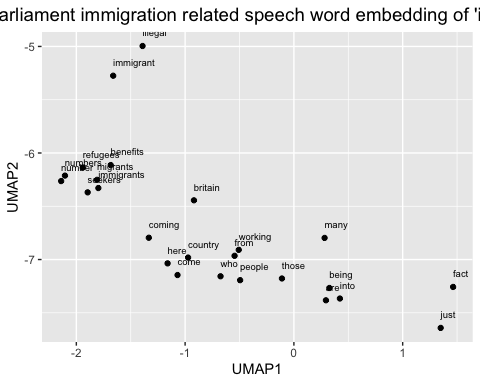 arliament immigration related speech word embedding of 'i
illegal
immigrant
-5
refugees benefits
-6
numbers
number migrants
immigrants
seekers
britain
coming
many
working
country
from
here
-7
come
who
people
those
being
into
fact
just
-2
-1
0
1
UMAP1
UMAP2